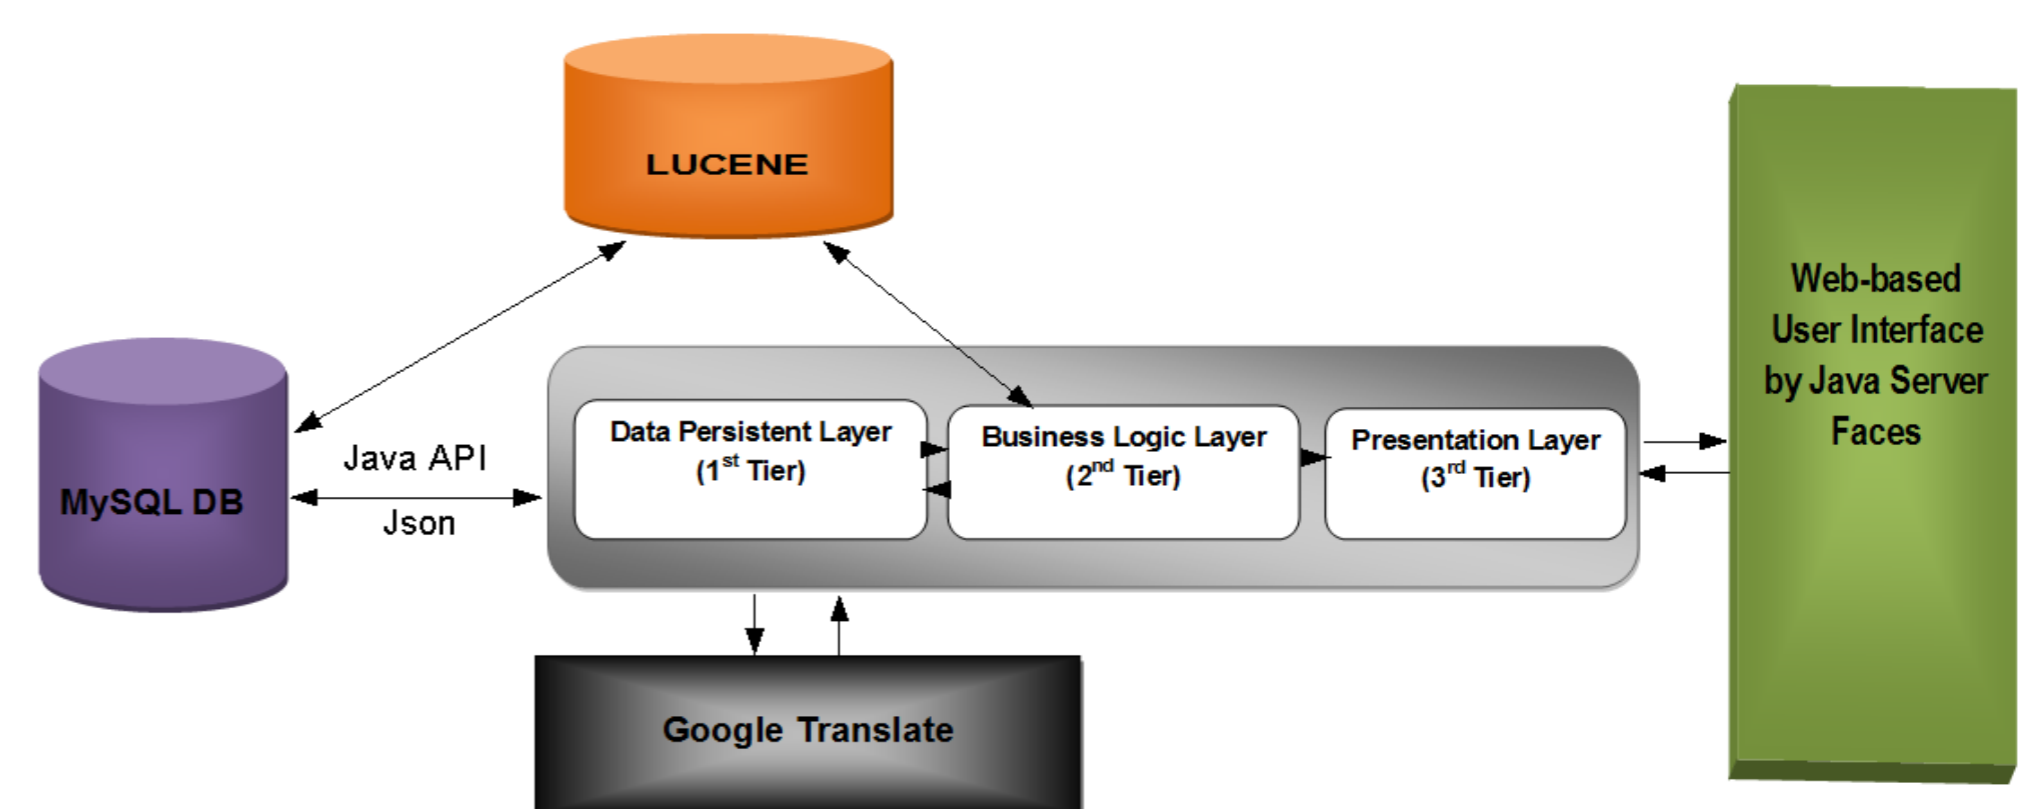 LUCENE
Web-based
User Interface
by Java Server
Faces
Data Persistent Layer
(1st Tier)
Business Logic Layer
(2nd Tier)
Presentation Layer
(3rd Tier)
Java API
Json
MySQL DB
Google Translate